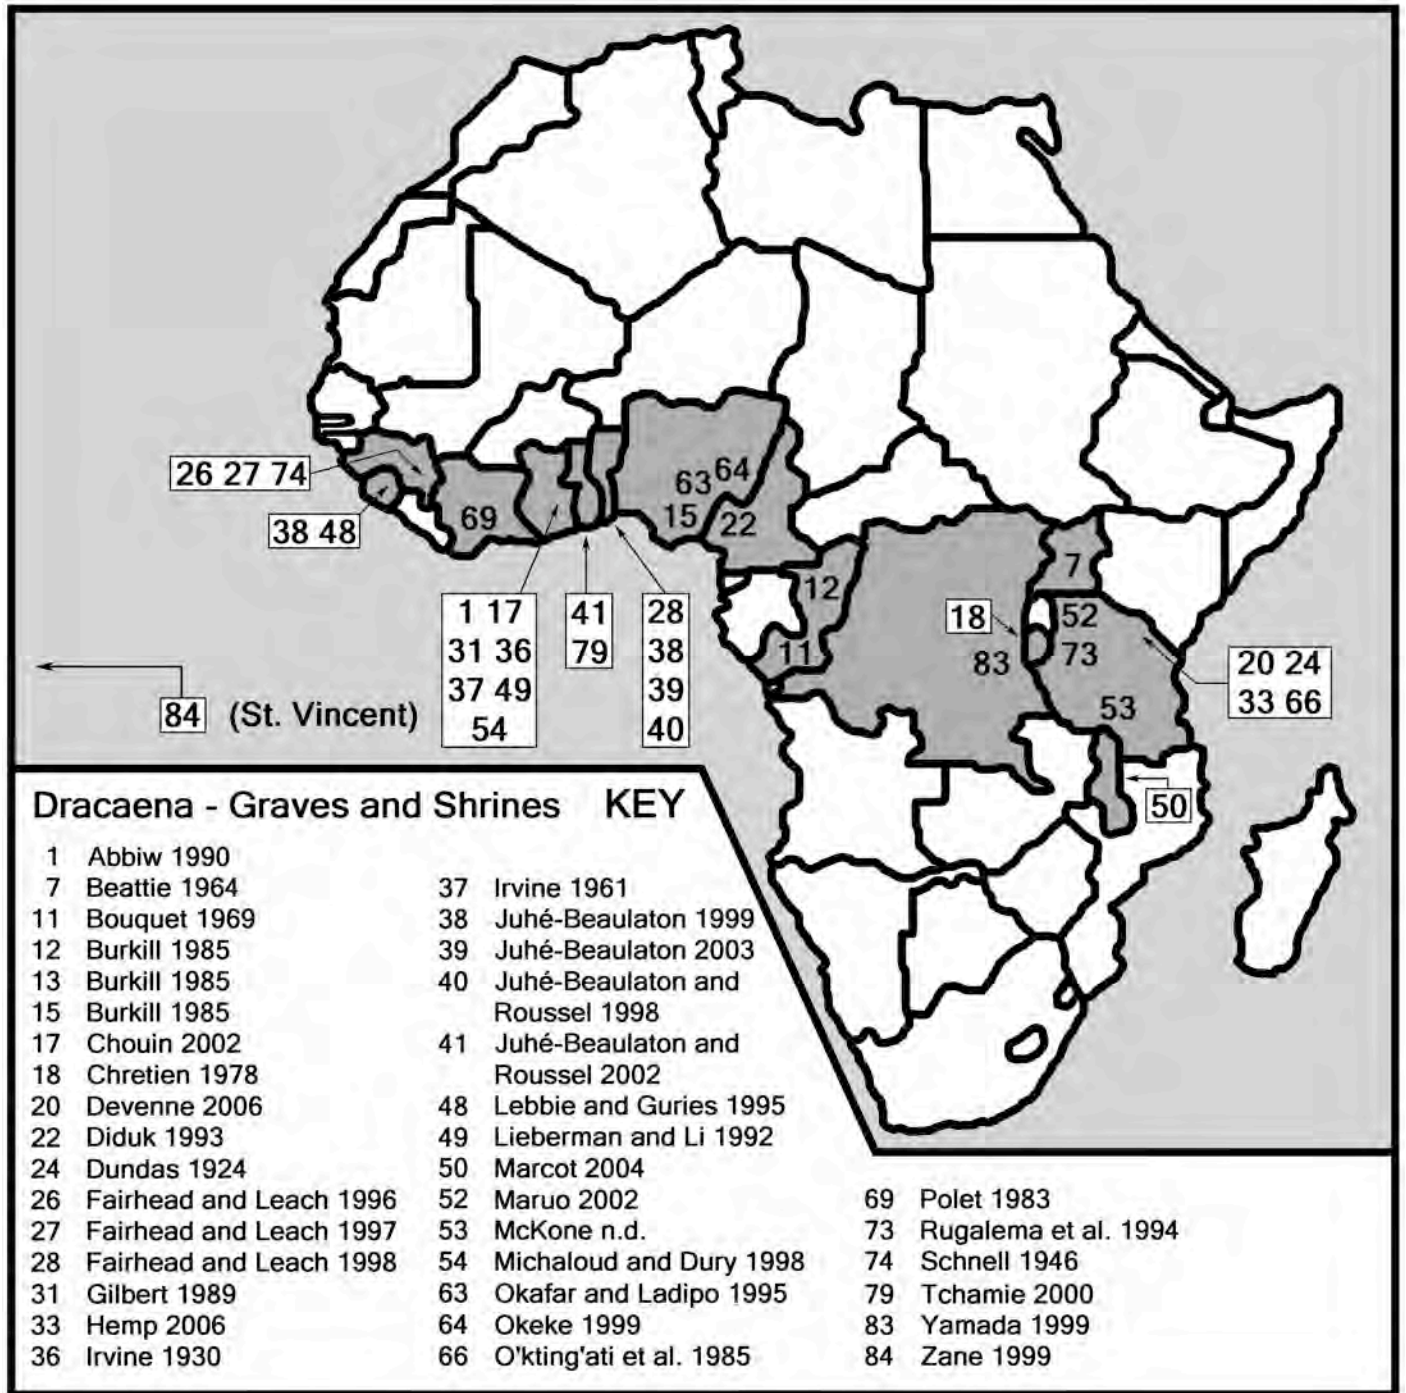 63 64
26 27 74
69
15 22
38 48
7
12
1 17
31 36
37 49
54
41
79
28
38
39
40
18
52
11
83
73
20 24
33 66
84 (St. Vincent)
53
50
Dracaena - Graves and Shrines KEY
1 Abbiw 1990
7 Beattie 1964
11 Bouquet 1969
12 Burkill 1985
13 Burkill 1985
15 Burkill 1985
17 Chouin 2002
18 Chretien 1978
20 Devenne 2006
22 Diduk 1993
24 Dundas 1924
26 Fairhead and Leach 1996
27 Fairhead and Leach 1997
28 Fairhead and Leach 1998
31 Gilbert 1989
33 Hemp 2006
36 Irvine 1930
37 Irvine 1961
38 Juhé-Beaulaton 1999
39 Juhé-Beaulaton 2003
40 Juhé-Beaulaton and
Roussel 1998
41 Juhé-Beaulaton and
Roussel 2002
48 Lebbie and Guries 1995
49 Lieberman and Li 1992
50 Marcot 2004
52 Maruo 2002
53 McKone n.d.
54 Michaloud and Dury 1998
63 Okafar and Ladipo 1995
64 Okeke 1999
66 O'kting'ati et al. 1985
69 Polet 1983
73 Rugalema et al. 1994
74 Schnell 1946
79 Tchamie 2000
83 Yamada 1999
84 Zane 1999